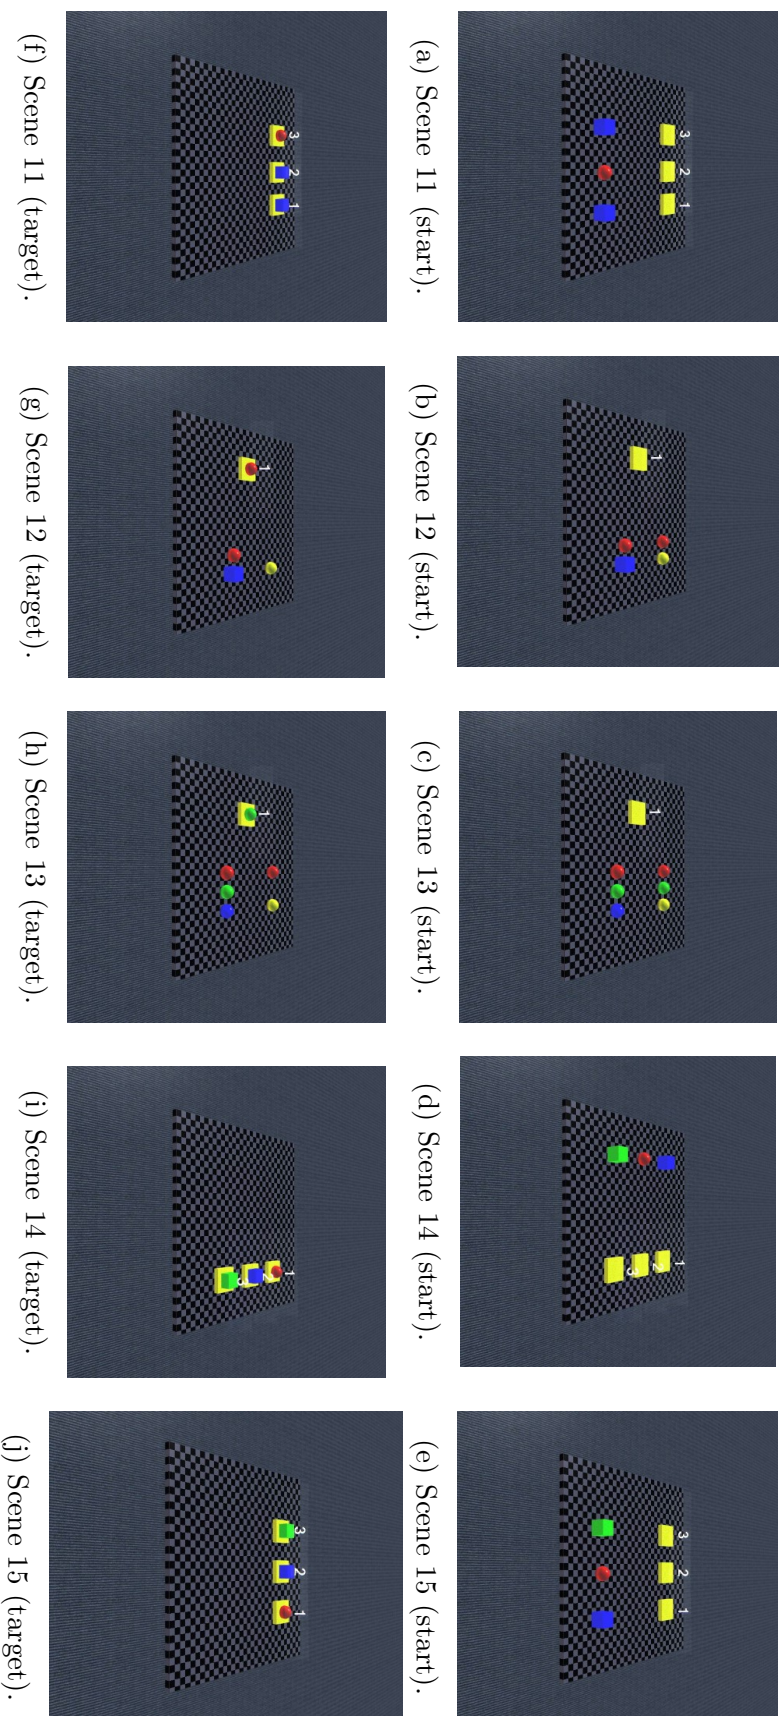 3 2 1
(a) Scene 11 (start).
1
(b) Scene 12 (start).
1
(c) Scene 13 (start).
1
2
3
(d) Scene 14 (start).
3 2 1
(e) Scene 15 (start).
3 2 1
(f) Scene 11 (target).
1
(g) Scene 12 (target).
1
(h) Scene 13 (target).
1
2
3
(i) Scene 14 (target).
3 2 1
(j) Scene 15 (target).